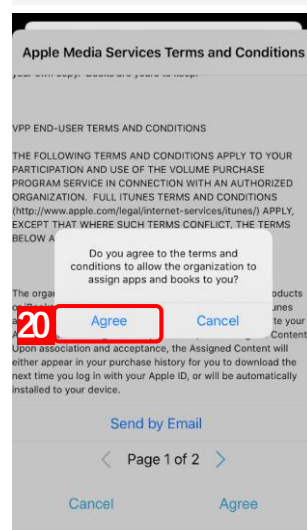 Apple Media Services Terms and Conditions
your own copy. Books are yours to keep.
VPP END-USER TERMS AND CONDITIONS
THE FOLLOWING TERMS AND CONDITIONS APPLY TO YOUR
PARTICIPATION AND USE OF THE VOLUME PURCHASE
PROGRAM SERVICE IN CONNECTION WITH AN AUTHORIZED
ORGANIZATION. FULL ITUNES TERMS AND CONDITIONS
(http://www.apple.com/legal/internet-services/itunes/) APPLY,
EXCEPT THAT WHERE SUCH TERMS CONFLICT, THE TERMS
BELOW A
Do you agree to the terms and
conditions to allow the organization to
assign apps and books to you?
The orga
oducts
unes
20
Agree
Cancel
te your
Content
Upon association and acceptance, the Assigned Content will
either appear in your purchase history for you to download the
next time you log in with your Apple ID, or will be automatically
installed to your device.
Send by Email
< Page 1 of 2 >
Cancel
Agree